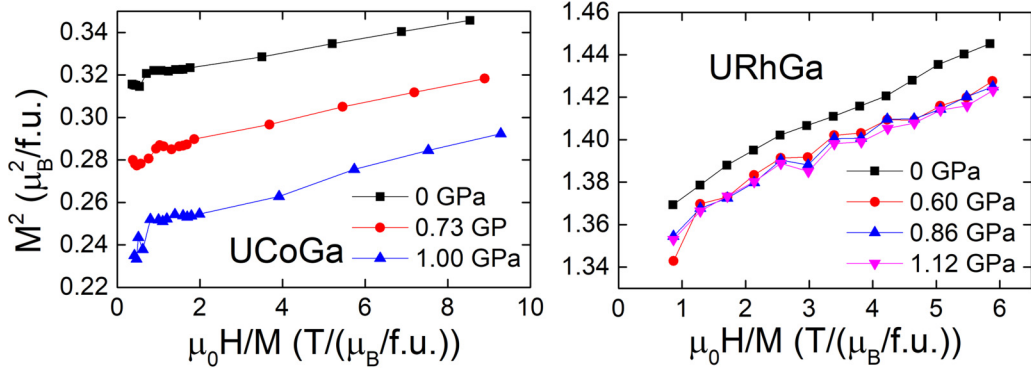 0.34
0.32
0.30
0.28
0.26
0.24
0.22
M² (μ_B²/f.u.)
0 GPa
0.73 GP
1.00 GPa
UCoGa
0 2 4 6 8 10
μ₀H/M (T/(μ_B/f.u.))
1.46
1.44
1.42
1.40
1.38
1.36
1.34
URhGa
0 GPa
0.60 GPa
0.86 GPa
1.12 GPa
0 1 2 3 4 5 6
μ₀H/M (T/(μ_B/f.u.))